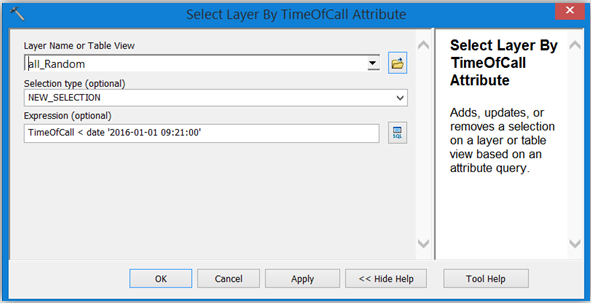 Select Layer By TimeOfCall Attribute
Layer Name or Table View
all_Random
Selection type (optional)
NEW_SELECTION
Expression (optional)
TimeOfCall < date '2016-01-01 09:21:00'
SQL
Select Layer By
TimeOfCall
Attribute
Adds, updates, or
removes a selection
on a layer or table
view based on an
attribute query.
OK
Cancel
Apply
<< Hide Help
Tool Help